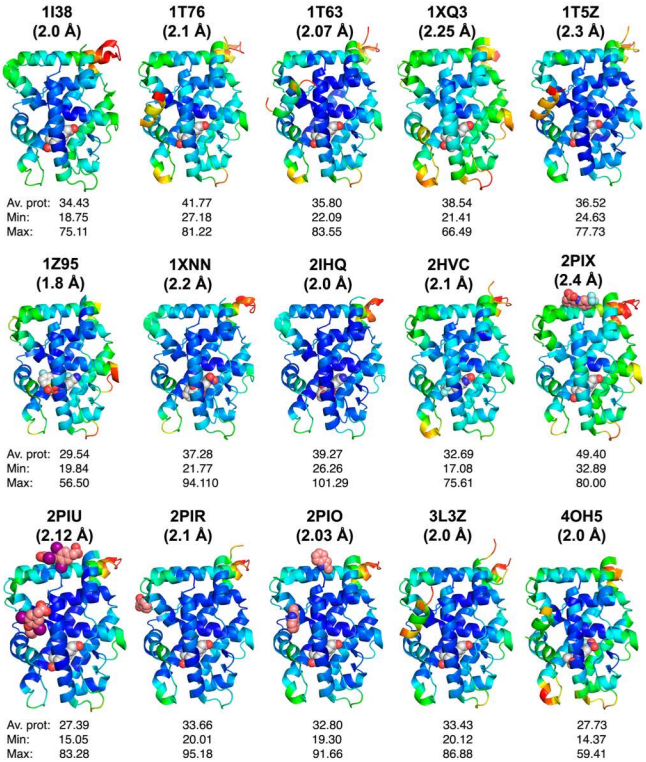 1I38 1T76 1T63 1XQ3 1T5Z
(2.0 Å) (2.1 Å) (2.07 Å) (2.25 Å) (2.3 Å)
Av. prot: 34.43 41.77 35.80 38.54 36.52
Min: 18.75 27.18 22.09 21.41 24.63
Max: 75.11 81.22 83.55 66.49 77.73
1Z95 1XNN 2IHQ 2HVC 2PIX
(1.8 Å) (2.2 Å) (2.0 Å) (2.1 Å) (2.4 Å)
Av. prot: 29.54 37.28 39.27 32.69 49.40
Min: 19.84 21.77 26.26 17.08 32.89
Max: 56.50 94.110 101.29 75.61 80.00
2PIU 2PIR 2PIO 3L3Z 4OH5
(2.12 Å) (2.1 Å) (2.03 Å) (2.0 Å) (2.0 Å)
Av. prot: 27.39 33.66 32.80 33.43 27.73
Min: 15.05 20.01 19.30 20.12 14.37
Max: 83.28 95.18 91.66 86.88 59.41